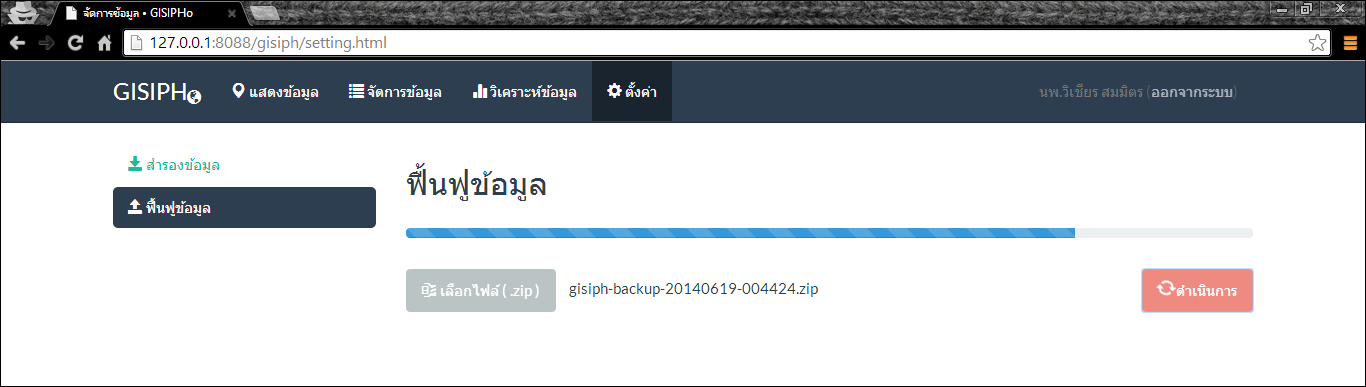 จัดการข้อมูล • GISIPHo
127.0.0.1:8088/gisiph/setting.html
GISIPH แสดงข้อมูล จัดการข้อมูล วิเคราะห์ข้อมูล ตั้งค่า นพ.วิเชียร สมมิตร (ออกจากระบบ)
สำรองข้อมูล
ฟื้นฟูข้อมูล
ฟื้นฟูข้อมูล
เลือกไฟล์ ( .zip ) gisiph-backup-20140619-004424.zip ดำเนินการ